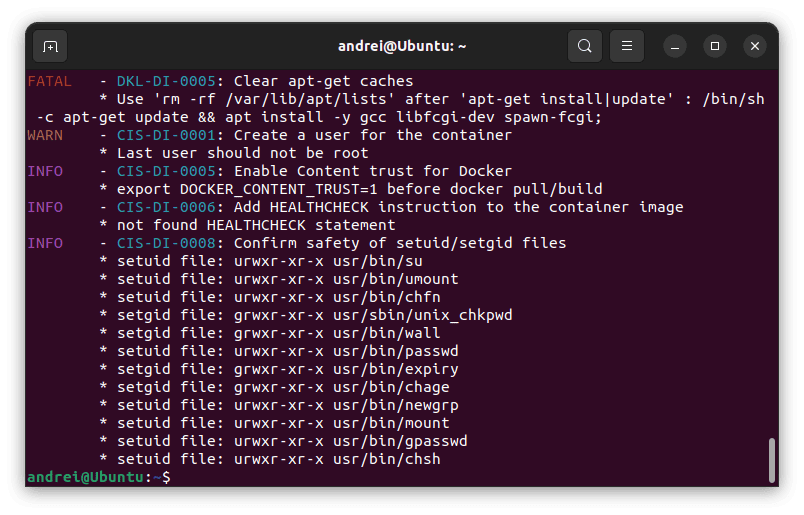 andrei@Ubuntu: ~
FATAL - DKL-DI-0005: Clear apt-get caches
* Use 'rm -rf /var/lib/apt/lists' after 'apt-get install|update' : /bin/sh
-c apt-get update && apt install -y gcc libfcgi-dev spawn-fcgi;
WARN - CIS-DI-0001: Create a user for the container
* Last user should not be root
INFO - CIS-DI-0005: Enable Content trust for Docker
* export DOCKER_CONTENT_TRUST=1 before docker pull/build
INFO - CIS-DI-0006: Add HEALTHCHECK instruction to the container image
* not found HEALTHCHECK statement
INFO - CIS-DI-0008: Confirm safety of setuid/setgid files
* setuid file: urwxr-xr-x usr/bin/su
* setuid file: urwxr-xr-x usr/bin/umount
* setuid file: urwxr-xr-x usr/bin/chfn
* setgid file: grwxr-xr-x usr/sbin/unix_chkpwd
* setgid file: grwxr-xr-x usr/bin/wall
* setuid file: urwxr-xr-x usr/bin/passwd
* setgid file: grwxr-xr-x usr/bin/expiry
* setgid file: grwxr-xr-x usr/bin/chage
* setuid file: urwxr-xr-x usr/bin/newgrp
* setuid file: urwxr-xr-x usr/bin/mount
* setuid file: urwxr-xr-x usr/bin/gpasswd
* setuid file: urwxr-xr-x usr/bin/chsh
andrei@Ubuntu:~$